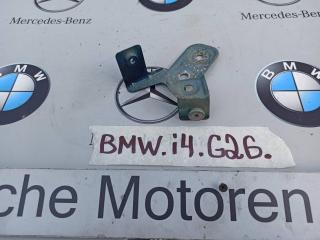 Mercedes-Benz
Mercedes-Benz
BMW
BMW
BMW.i4.G26.
che Motoren